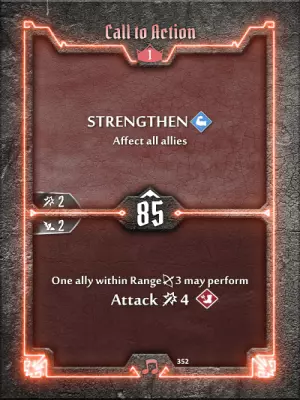 Call to Action
1
STRENGTHEN
Affect all allies
2
85
2
One ally within Range 3 may perform
Attack 4
352